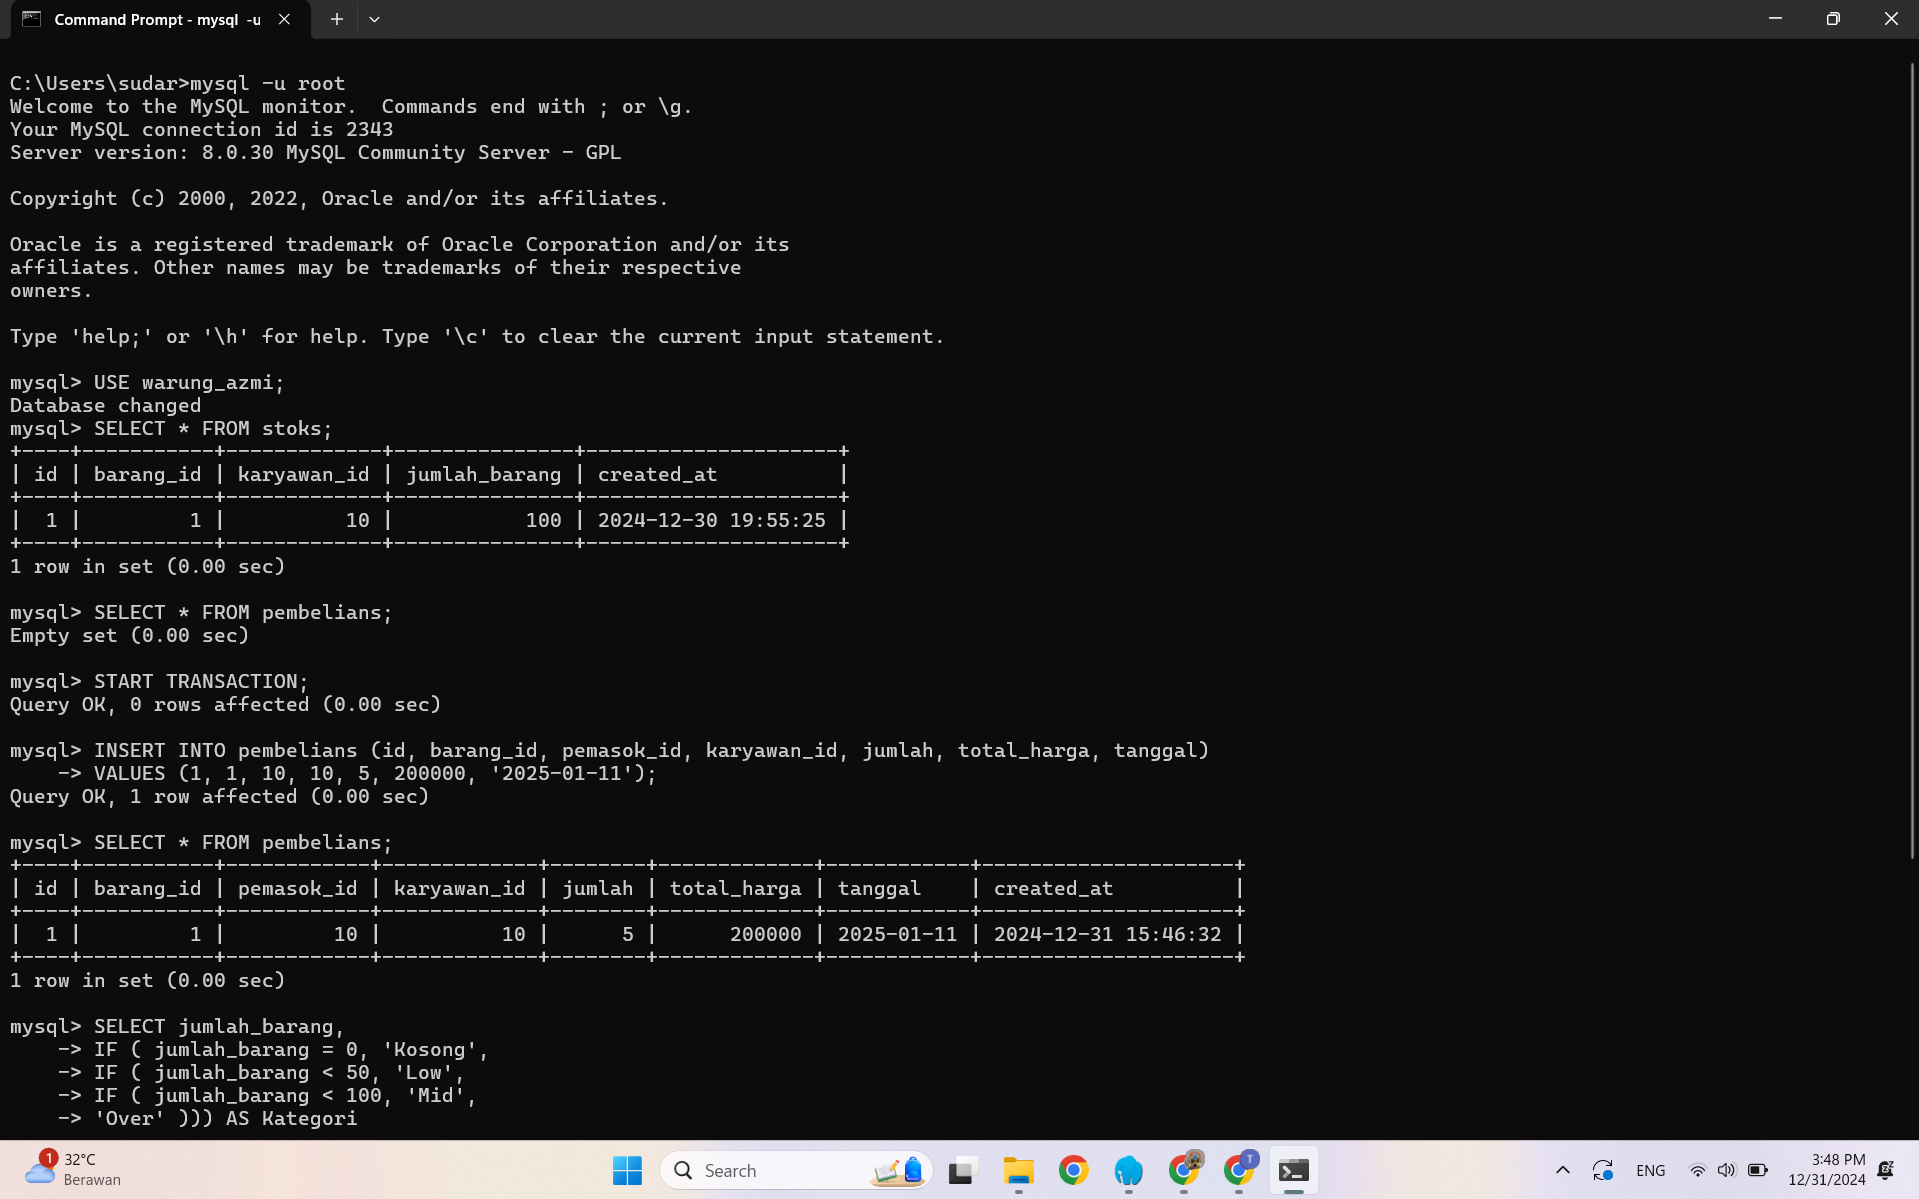 Command Prompt - mysql  -u
C:\Users\sudar>mysql -u root
Welcome to the MySQL monitor.  Commands end with ; or \g.
Your MySQL connection id is 2343
Server version: 8.0.30 MySQL Community Server - GPL
Copyright (c) 2000, 2022, Oracle and/or its affiliates.
Oracle is a registered trademark of Oracle Corporation and/or its
affiliates. Other names may be trademarks of their respective
owners.
Type 'help;' or '\h' for help. Type '\c' to clear the current input statement.
mysql> USE warung_azmi;
Database changed
mysql> SELECT * FROM stoks;
+----+-----------+-------------+---------------+---------------------+
| id | barang_id | karyawan_id | jumlah_barang | created_at          |
+----+-----------+-------------+---------------+---------------------+
|  1 |         1 |          10 |           100 | 2024-12-30 19:55:25 |
+----+-----------+-------------+---------------+---------------------+
1 row in set (0.00 sec)
mysql> SELECT * FROM pembelians;
Empty set (0.00 sec)
mysql> START TRANSACTION;
Query OK, 0 rows affected (0.00 sec)
mysql> INSERT INTO pembelians (id, barang_id, pemasok_id, karyawan_id, jumlah, total_harga, tanggal)
    -> VALUES (1, 1, 10, 10, 5, 200000, '2025-01-11');
Query OK, 1 row affected (0.00 sec)
mysql> SELECT * FROM pembelians;
+----+-----------+------------+-------------+--------+-------------+------------+---------------------+
| id | barang_id | pemasok_id | karyawan_id | jumlah | total_harga | tanggal    | created_at          |
+----+-----------+------------+-------------+--------+-------------+------------+---------------------+
|  1 |         1 |         10 |          10 |      5 |      200000 | 2025-01-11 | 2024-12-31 15:46:32 |
+----+-----------+------------+-------------+--------+-------------+------------+---------------------+
1 row in set (0.00 sec)
mysql> SELECT jumlah_barang,
    -> IF ( jumlah_barang = 0, 'Kosong',
    -> IF ( jumlah_barang < 50, 'Low',
    -> IF ( jumlah_barang < 100, 'Mid',
    -> 'Over' ))) AS Kategori
1
32°C
Berawan
Search
T
ENG
3:48 PM
12/31/2024